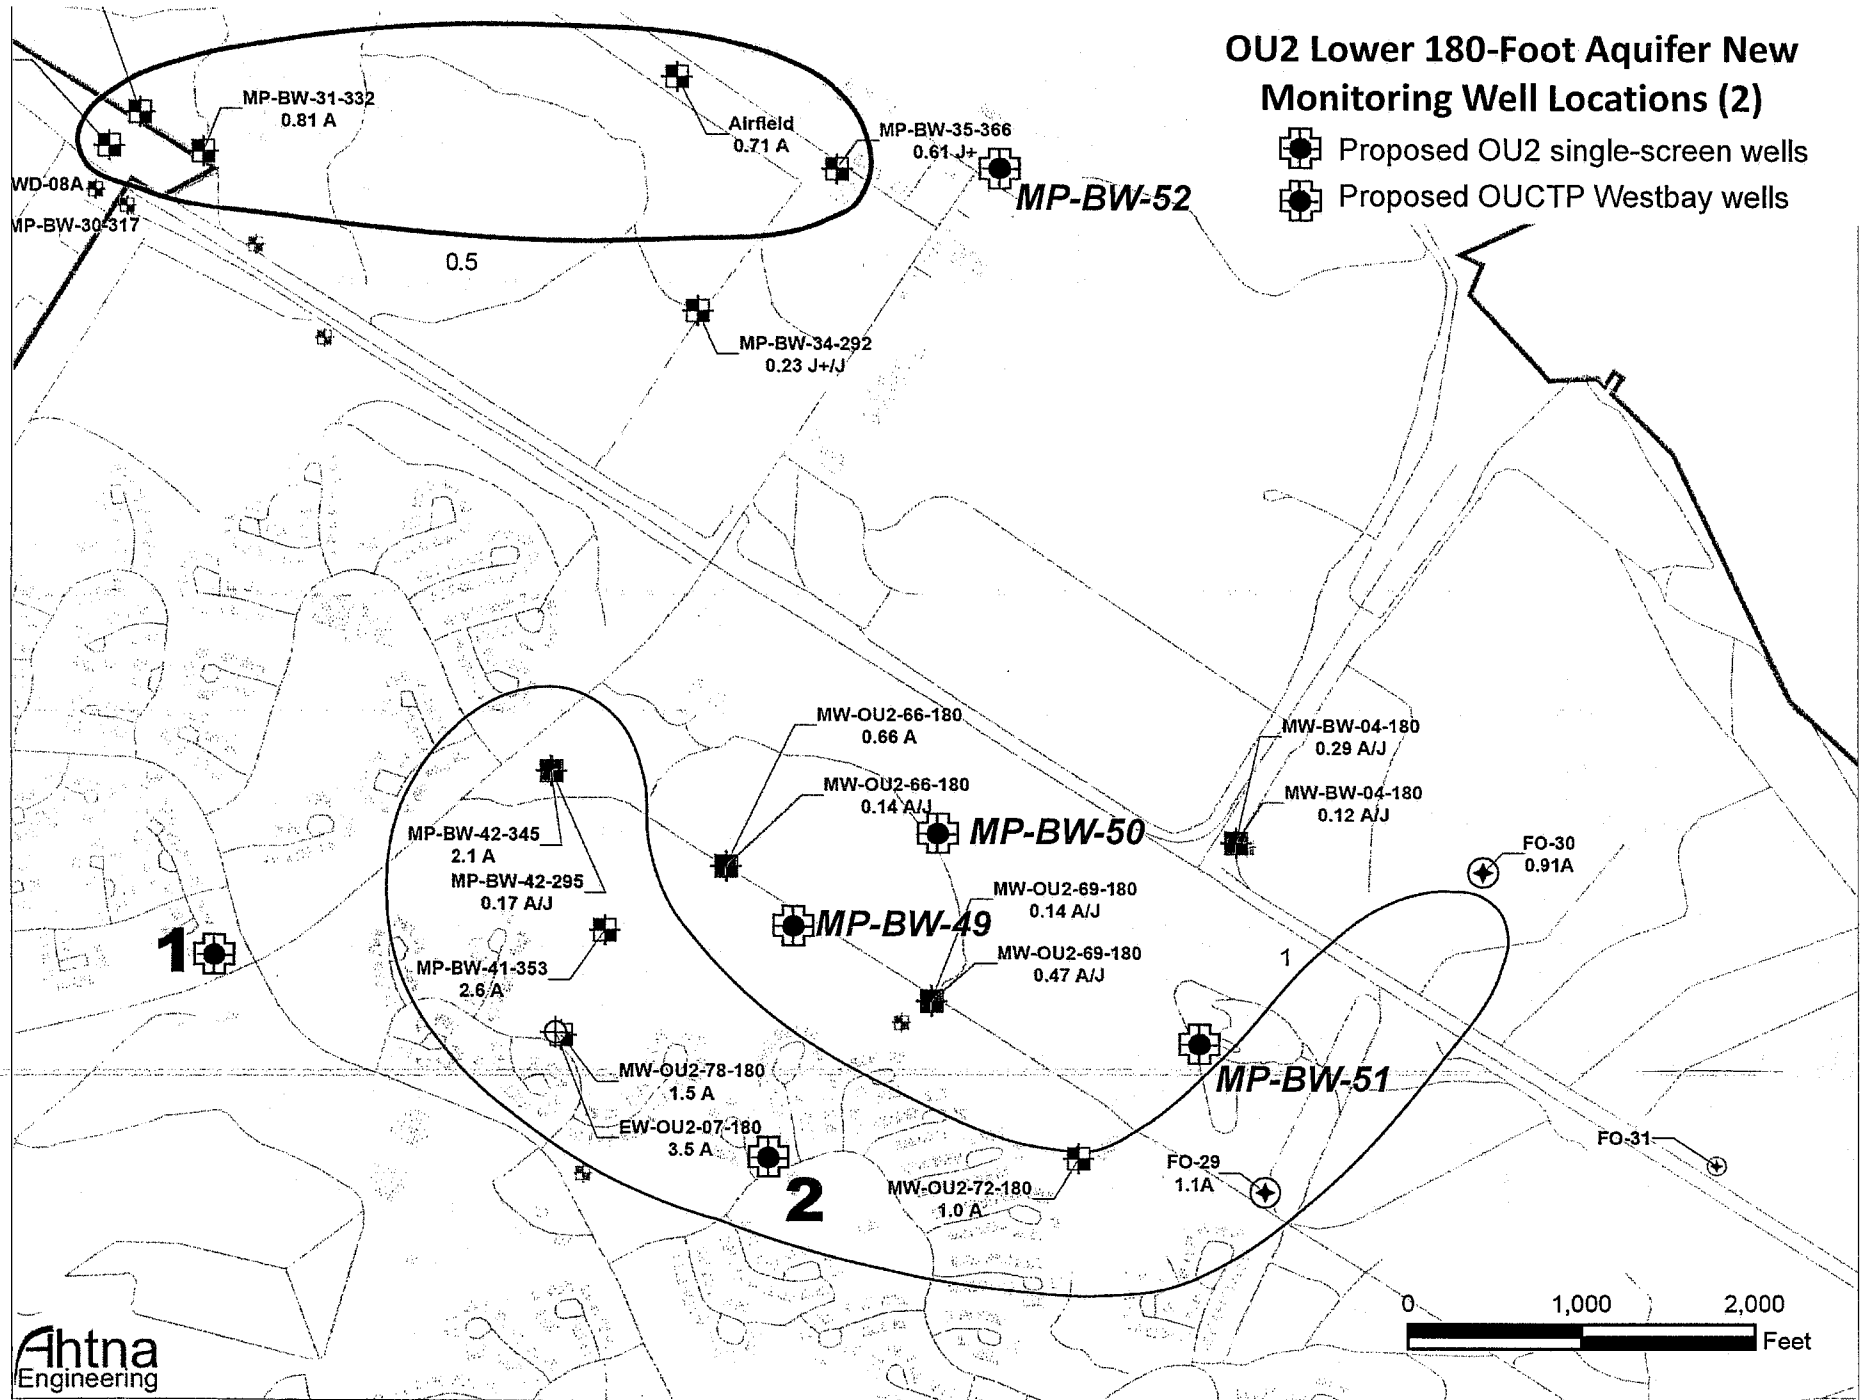 OU2 Lower 180-Foot Aquifer New
Monitoring Well Locations (2)
Proposed OU2 single-screen wells
Proposed OUCTP Westbay wells
MP-BW-31-332
0.81 A
Airfield
0.71 A
MP-BW-35-366
0.61 J+
MP-BW-52
WD-08A
MP-BW-30-317
0.5
MP-BW-34-292
0.23 J+/J
MW-OU2-66-180
0.66 A
MW-BW-04-180
0.29 A/J
MW-OU2-66-180
0.14 A/J
MW-BW-04-180
0.12 A/J
MP-BW-42-345
2.1 A
MP-BW-50
FO-30
0.91A
MP-BW-42-295
0.17 A/J
MW-OU2-69-180
0.14 A/J
MP-BW-49
1
MP-BW-41-353
2.6 A
MW-OU2-69-180
0.47 A/J
1
MW-OU2-78-180
1.5 A
MP-BW-51
EW-OU2-07-180
3.5 A
FO-31
2
MW-OU2-72-180
1.0 A
FO-29
1.1A
0 1,000 2,000
Feet
Ahtna
Engineering